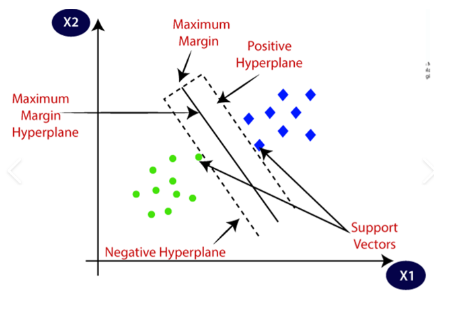 X2
Maximum
Margin
Positive
Hyperplane
Maximum
Margin
Hyperplane
Support
Vectors
Negative Hyperplane
X1